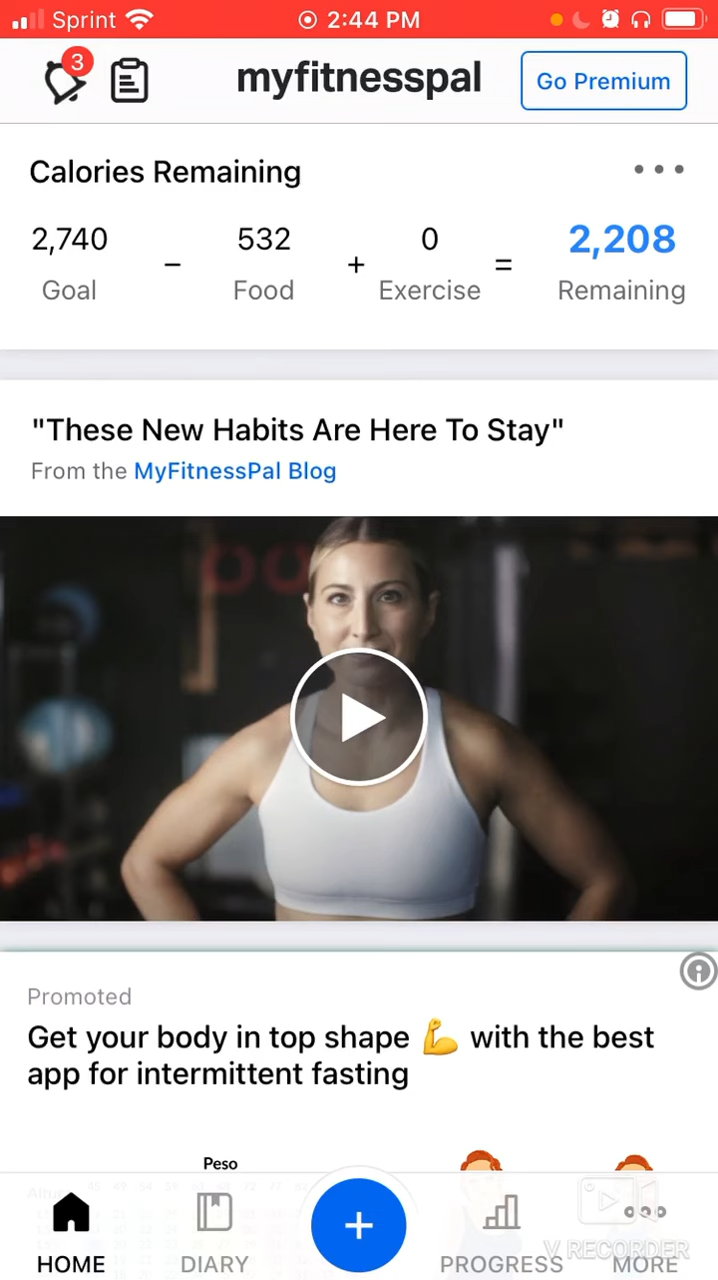 Sprint 2:44 PM
3
myfitnesspal
Go Premium
Calories Remaining
2,740 - 532 + 0 = 2,208
Goal Food Exercise Remaining
"These New Habits Are Here To Stay"
From the MyFitnessPal Blog
Promoted
Get your body in top shape 💪 with the best
app for intermittent fasting
Peso
HOME DIARY + PROGRESS MORE
V RECORDER